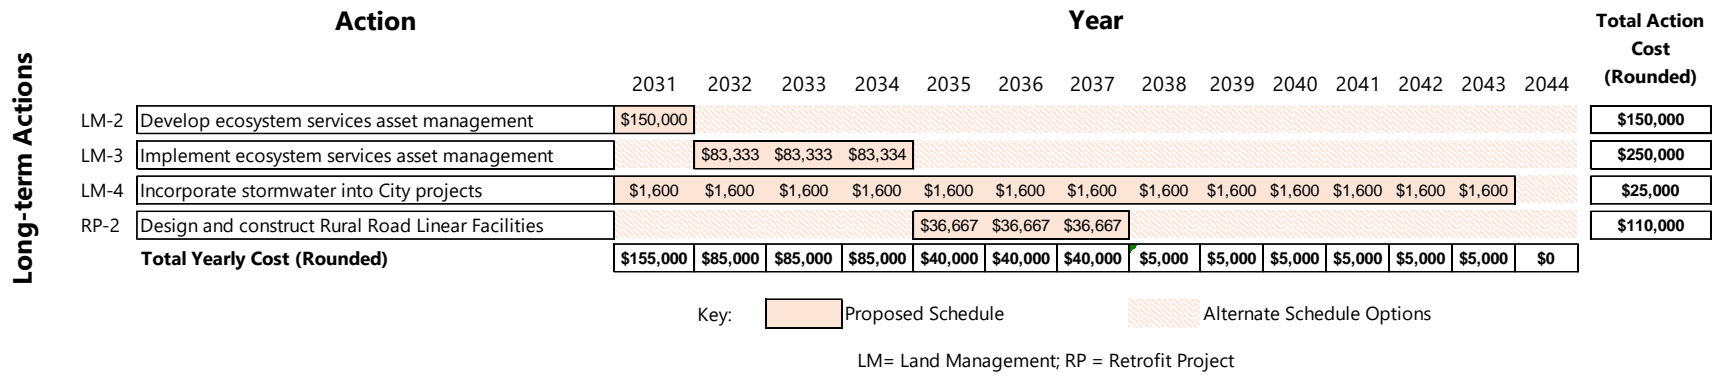 Action Year Total Action
Cost
(Rounded)
2031 2032 2033 2034 2035 2036 2037 2038 2039 2040 2041 2042 2043 2044
Long-term Actions
LM-2 Develop ecosystem services asset management $150,000 $150,000
LM-3 Implement ecosystem services asset management $83,333 $83,333 $83,334 $250,000
LM-4 Incorporate stormwater into City projects $1,600 $1,600 $1,600 $1,600 $1,600 $1,600 $1,600 $1,600 $1,600 $1,600 $1,600 $1,600 $1,600 $25,000
RP-2 Design and construct Rural Road Linear Facilities $36,667 $36,667 $36,667 $110,000
Total Yearly Cost (Rounded) $155,000 $85,000 $85,000 $85,000 $40,000 $40,000 $40,000 $5,000 $5,000 $5,000 $5,000 $5,000 $5,000 $0
Key: Proposed Schedule Alternate Schedule Options
LM= Land Management; RP = Retrofit Project